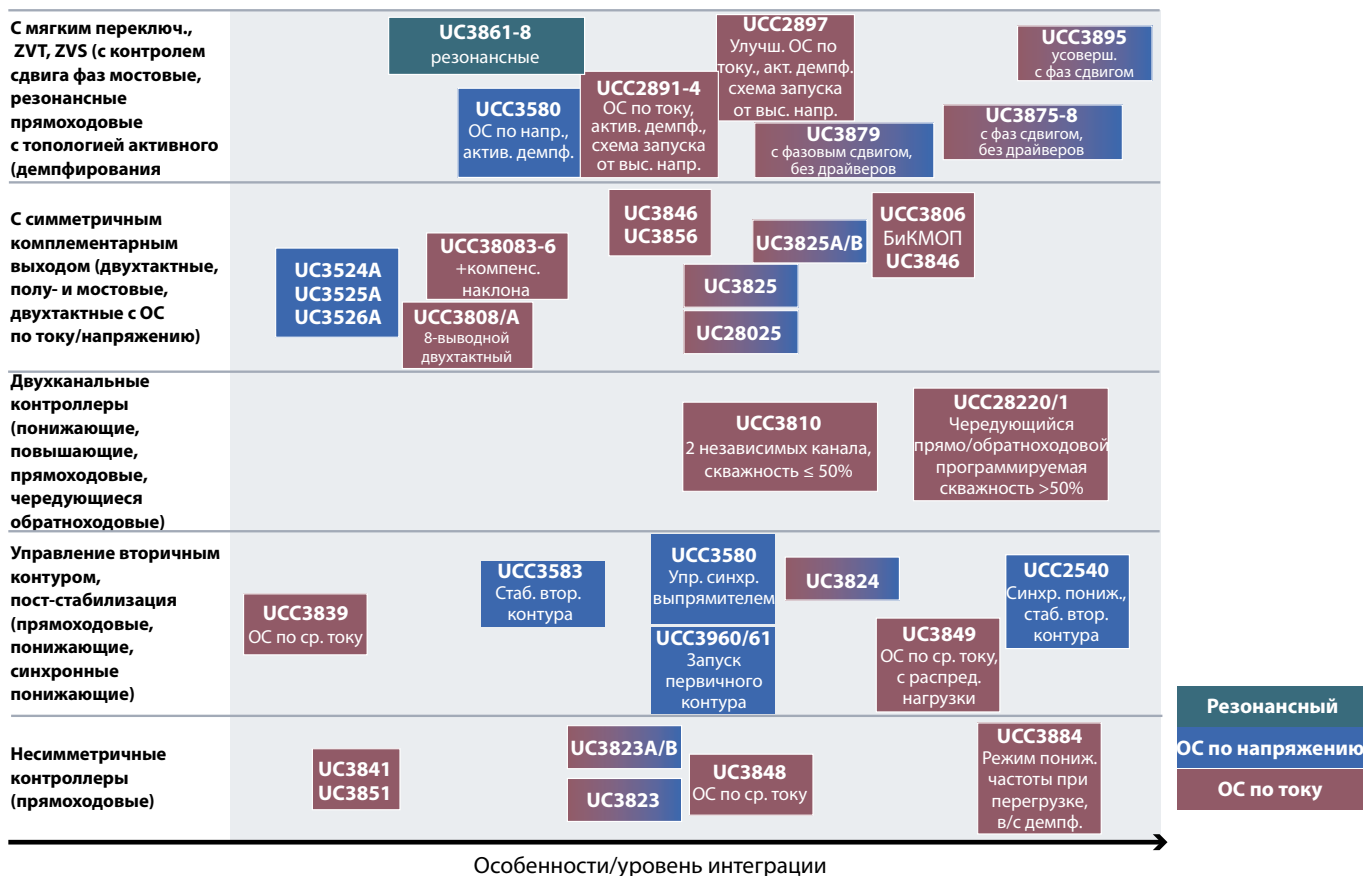 С мягким переключ.,
ZVT, ZVS (с контролем
сдвига фаз мостовые,
резонансные
прямоходовые
с топологией активного
(демпфирования
UC3861-8
резонансные
UCC3580
ОС по напр.,
актив. демпф.
UCC2891-4
ОС по току,
актив. демпф.,
схема запуска
от выс. напр.
UCC2897
Улучш. ОС по
току., акт. демпф.
схема запуска
от выс. напр.
UC3879
с фазовым сдвигом,
без драйверов
UCC3895
усоверш.
с фаз сдвигом
UC3875-8
с фаз сдвигом,
без драйверов
С симметричным
комплементарным
выходом (двухтактные,
полу- и мостовые,
двухтактные с ОС
по току/напряжению)
UC3524A
UC3525A
UC3526A
UCC38083-6
+компенс.
наклона
UCC3808/A
8-выводной
двухтактный
UC3846
UC3856
UC3825A/B
UC3825
UC28025
UCC3806
БиКМОП
UC3846
Двухканальные
контроллеры
(понижающие,
повышающие,
прямоходовые,
чередующиеся
обратноходовые)
UCC3810
2 независимых канала,
скважность ≤ 50%
UCC28220/1
Чередующийся
прямо/обратноходовой
программируемая
скважность >50%
Управление вторичным
контуром,
пост-стабилизация
(прямоходовые,
понижающие,
синхронные
понижающие)
UCC3839
ОС по ср. току
UCC3583
Стаб. втор.
контура
UCC3580
Упр. синхр.
выпрямителем
UCC3960/61
Запуск
первичного
контура
UC3824
UC3849
ОС по ср. току,
с распред.
нагрузки
UCC2540
Синхр. пониж.,
стаб. втор.
контура
Несимметричные
контроллеры
(прямоходовые)
UC3841
UC3851
UC3823A/B
UC3823
UC3848
ОС по ср. току
UCC3884
Режим пониж.
частоты при
перегрузке,
в/с демпф.
Резонансный
ОС по напряжению
ОС по току
Особенности/уровень интеграции